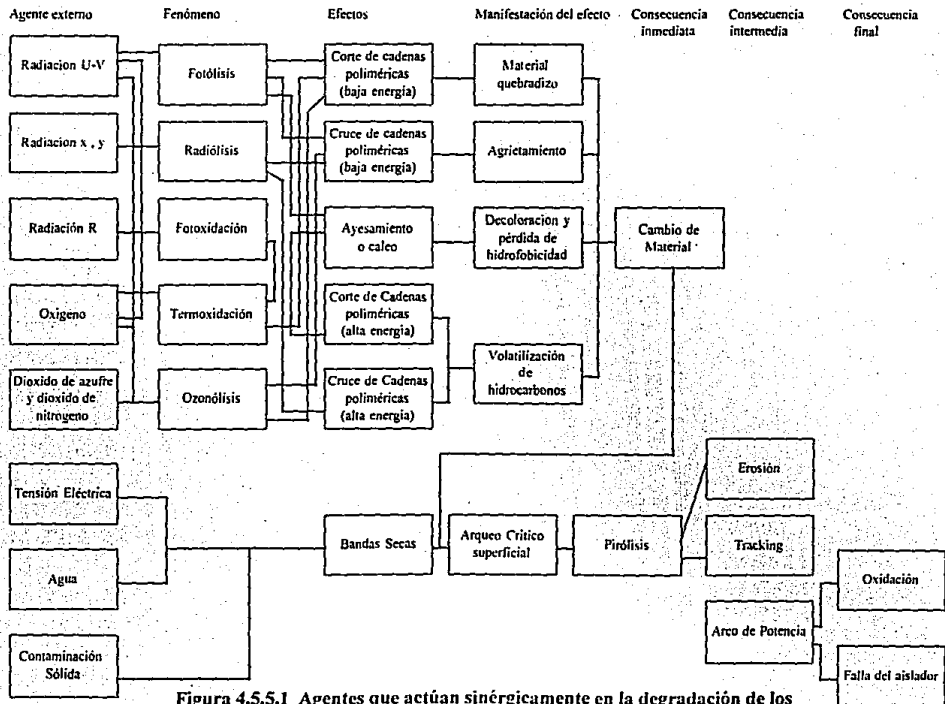 Agente externo
Fenómeno
Efectos
Manifestación del efecto
Consecuencia
inmediata
Consecuencia
intermedia
Consecuencia
final
Radiacion U-V
Fotólisis
Corte de cadenas
poliméricas
(baja energía)
Material
quebradizo
Radiacion x , y
Radiólisis
Cruce de cadenas
poliméricas
(baja energía)
Agrietamiento
Radiación R
Fotoxidación
Ayesamiento
o caleo
Decoloracion y
pérdida de
hidrofobicidad
Cambio de
Material
Oxigeno
Termoxidación
Corte de Cadenas
poliméricas
(alta energía)
Volatilización
de
hidrocarbonos
Dioxido de azufre
y dioxido de
nitrógeno
Ozonólisis
Cruce de Cadenas
poliméricas
(alta energía)
Tensión Eléctrica
Agua
Contaminación
Sólida
Bandas Secas
Arqueo Critico
superficial
Pirólisis
Erosión
Tracking
Arco de Potencia
Oxidación
Falla del aislador
Figura 4.5.5.1 Agentes que actúan sinérgicamente en la degradación de los